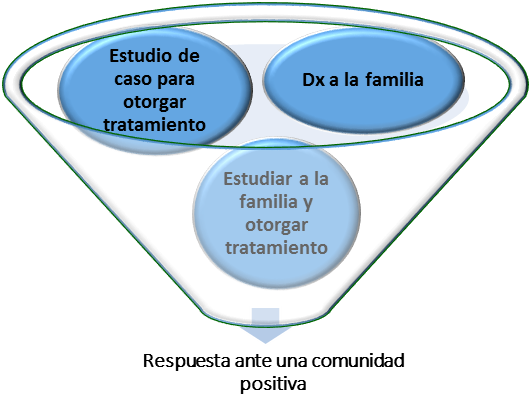 Estudio de
caso para
otorgar
tratamiento
Dx a la familia
Estudiar a la
familia y
otorgar
tratamiento
Respuesta ante una comunidad
positiva